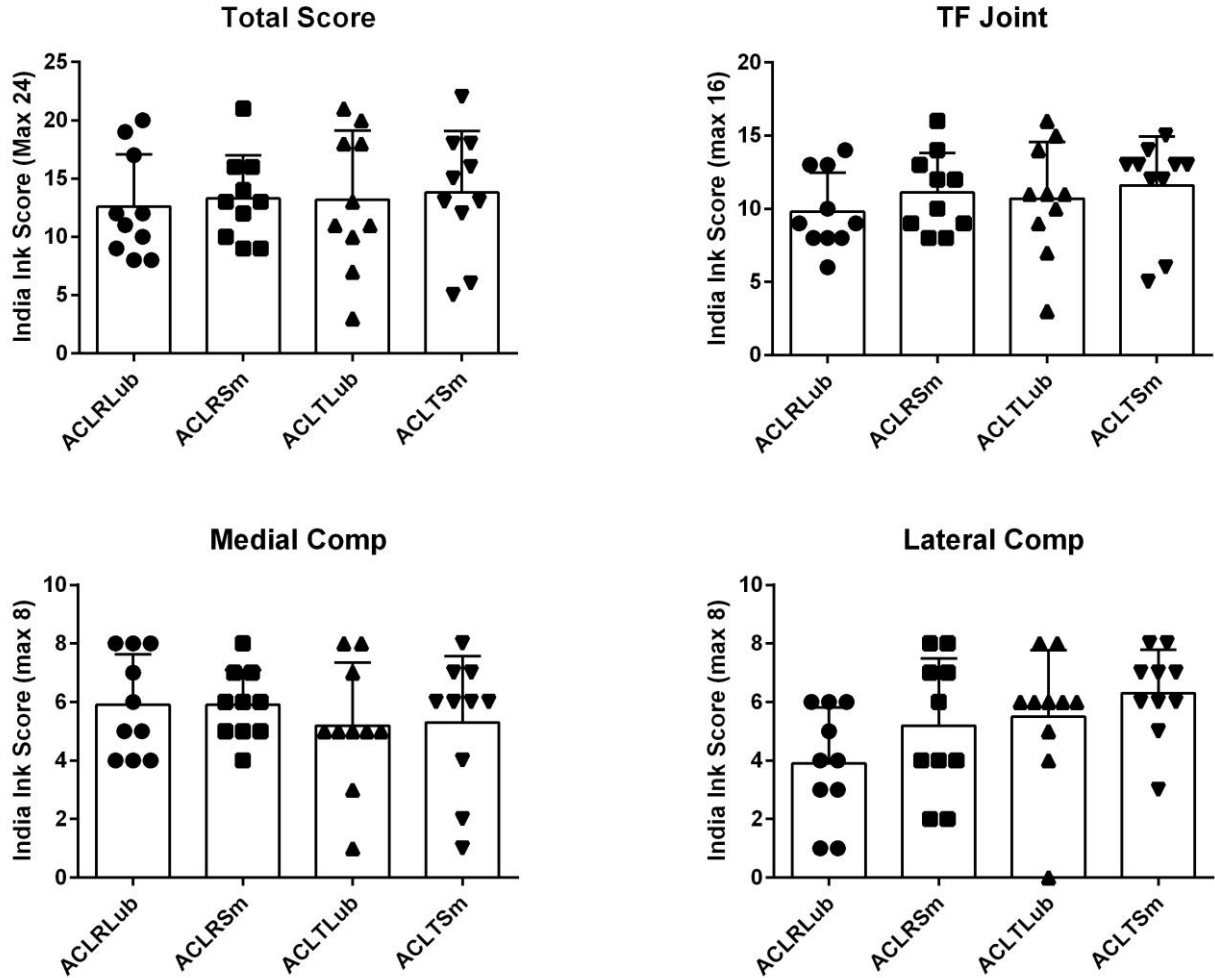 Total Score
India Ink Score (Max 24)
25
20
15
10
5
0
ACLRLub
ACLRSm
ACLTLub
ACLTSm
TF Joint
India Ink Score (max 16)
20
15
10
5
0
ACLRLub
ACLRSm
ACLTLub
ACLTSm
Medial Comp
India Ink Score (max 8)
10
8
6
4
2
0
ACLRLub
ACLRSm
ACLTLub
ACLTSm
Lateral Comp
India Ink Score (max 8)
10
8
6
4
2
0
ACLRLub
ACLRSm
ACLTLub
ACLTSm